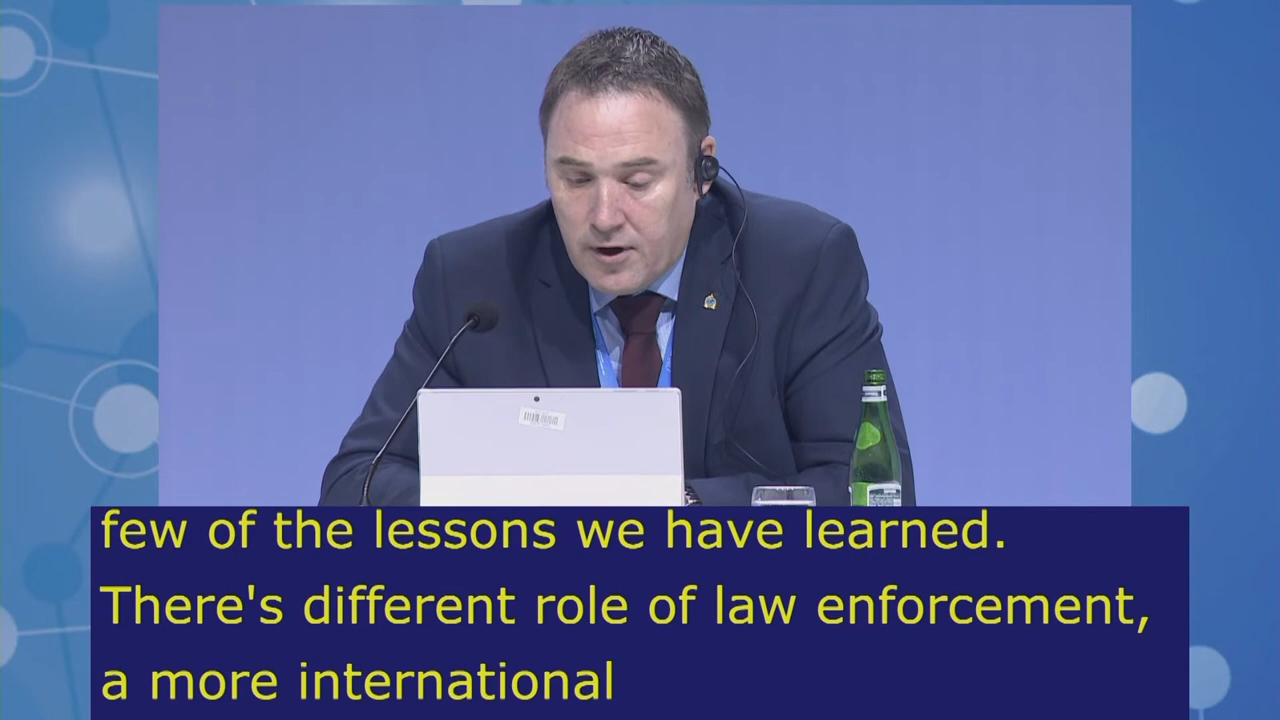 few of the lessons we have learned.
There's different role of law enforcement,
a more international